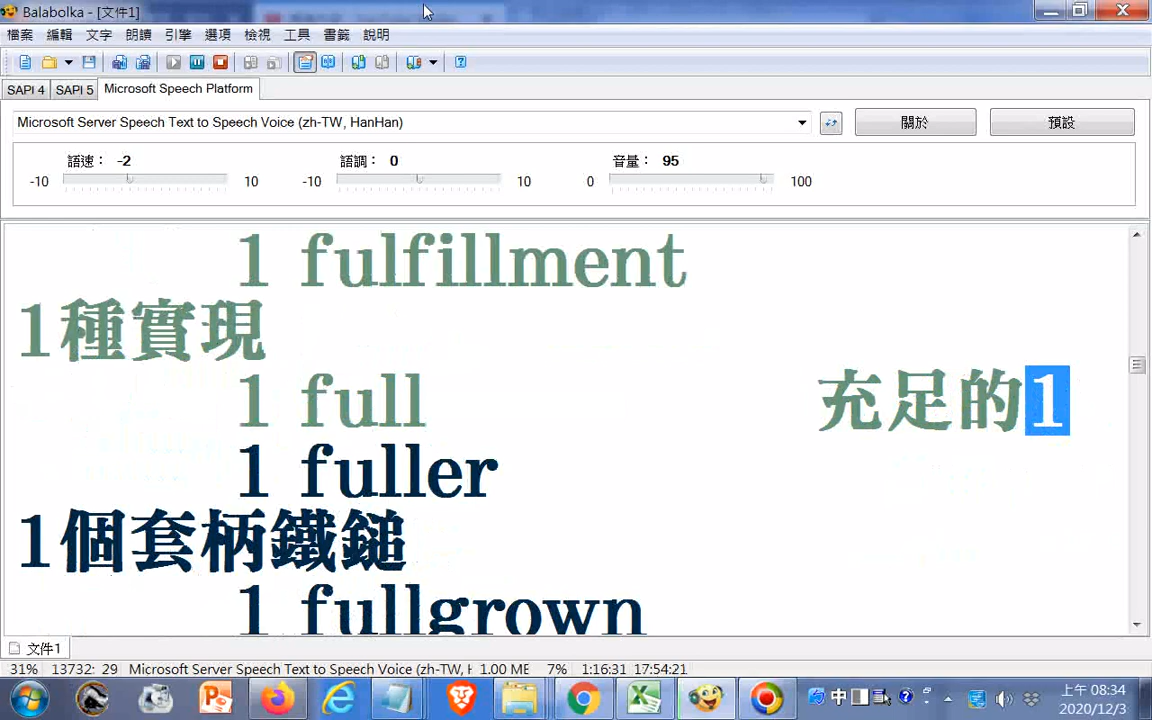 Balabolka - [文件1]
檔案 編輯 文字 朗讀 引擎 選項 檢視 工具 書籤 說明
SAPI 4 SAPI 5 Microsoft Speech Platform
Microsoft Server Speech Text to Speech Voice (zh-TW, HanHan) 關於 預設
語速： -2 語調： 0 音量： 95
-10 10 -10 10 0 100
1 fulfillment
1種實現
1 full 充足的1
1 fuller
1個套柄鐵鎚
1 fullgrown
文件1
31% 13732: 29 Microsoft Server Speech Text to Speech Voice (zh-TW, H 1.00 ME 7% 1:16:31 17:54:21
中 上午 08:34
2020/12/3